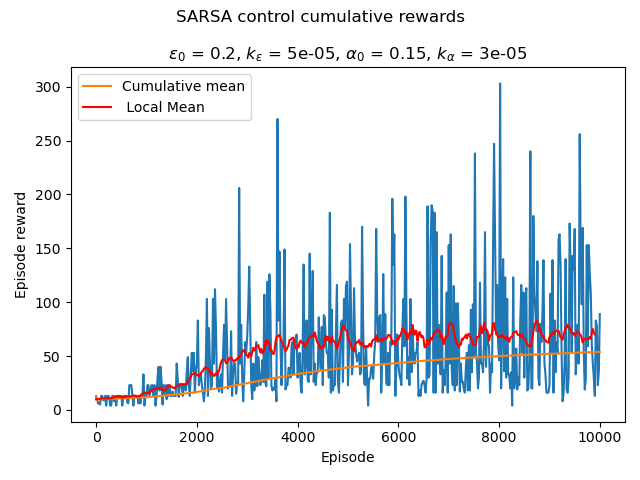 SARSA control cumulative rewards
ε₀ = 0.2, kε = 5e-05, α₀ = 0.15, kα = 3e-05
Cumulative mean
Local Mean
Episode reward
300
250
200
150
100
50
0
0 2000 4000 6000 8000 10000
Episode